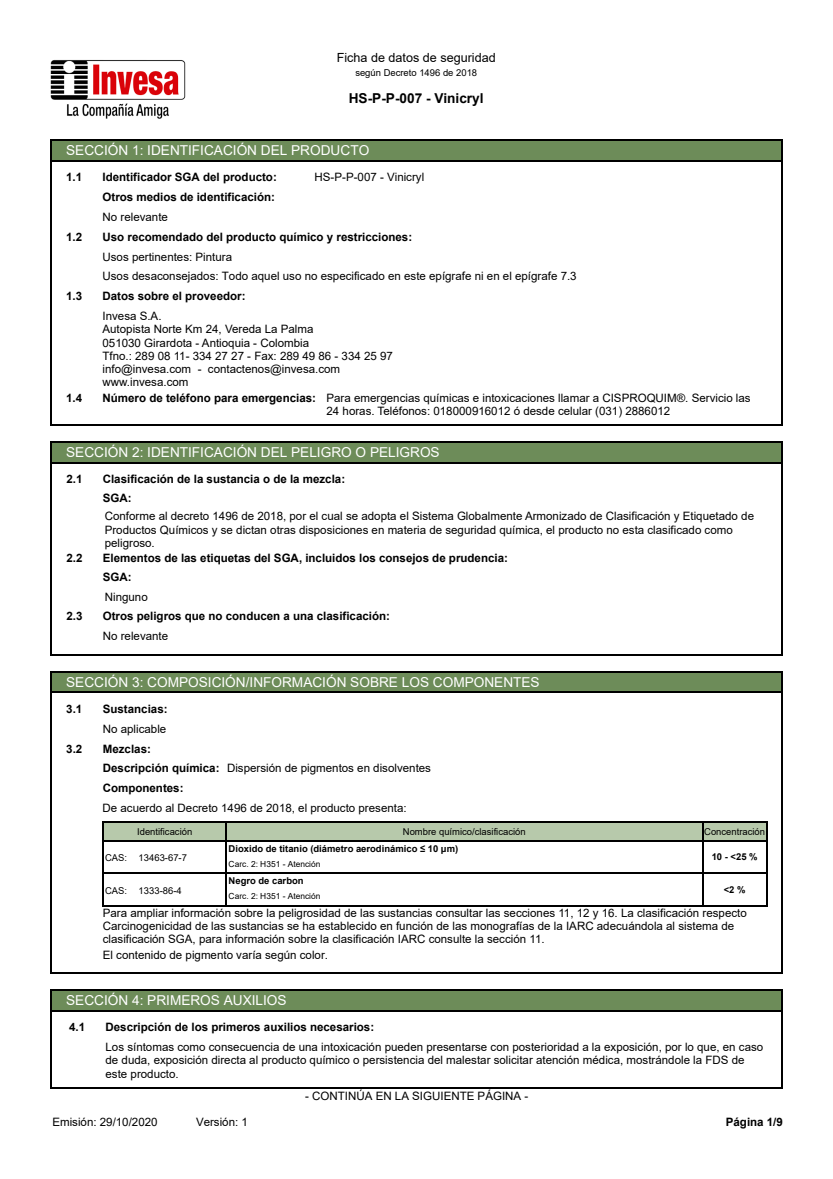 Invesa
La Compañía Amiga
Ficha de datos de seguridad
según Decreto 1496 de 2018
HS-P-P-007 - Vinicryl
SECCIÓN 1: IDENTIFICACIÓN DEL PRODUCTO
1.1 Identificador SGA del producto: HS-P-P-007 - Vinicryl
Otros medios de identificación:
No relevante
1.2 Uso recomendado del producto químico y restricciones:
Usos pertinentes: Pintura
Usos desaconsejados: Todo aquel uso no especificado en este epígrafe ni en el epígrafe 7.3
1.3 Datos sobre el proveedor:
Invesa S.A.
Autopista Norte Km 24, Vereda La Palma
051030 Girardota - Antioquia - Colombia
Tfno.: 289 08 11- 334 27 27 - Fax: 289 49 86 - 334 25 97
info@invesa.com - contactenos@invesa.com
www.invesa.com
1.4 Número de teléfono para emergencias: Para emergencias químicas e intoxicaciones llamar a CISPROQUIM®. Servicio las
24 horas. Teléfonos: 018000916012 ó desde celular (031) 2886012
SECCIÓN 2: IDENTIFICACIÓN DEL PELIGRO O PELIGROS
2.1 Clasificación de la sustancia o de la mezcla:
SGA:
Conforme al decreto 1496 de 2018, por el cual se adopta el Sistema Globalmente Armonizado de Clasificación y Etiquetado de
Productos Químicos y se dictan otras disposiciones en materia de seguridad química, el producto no esta clasificado como
peligroso.
2.2 Elementos de las etiquetas del SGA, incluidos los consejos de prudencia:
SGA:
Ninguno
2.3 Otros peligros que no conducen a una clasificación:
No relevante
SECCIÓN 3: COMPOSICIÓN/INFORMACIÓN SOBRE LOS COMPONENTES
3.1 Sustancias:
No aplicable
3.2 Mezclas:
Descripción química: Dispersión de pigmentos en disolventes
Componentes:
De acuerdo al Decreto 1496 de 2018, el producto presenta:
Identificación Nombre químico/clasificación Concentración
CAS: 13463-67-7 Dioxido de titanio (diámetro aerodinámico ≤ 10 µm) 10 - <25 %
Carc. 2: H351 - Atención
CAS: 1333-86-4 Negro de carbon <2 %
Carc. 2: H351 - Atención
Para ampliar información sobre la peligrosidad de las sustancias consultar las secciones 11, 12 y 16. La clasificación respecto
Carcinogenicidad de las sustancias se ha establecido en función de las monografías de la IARC adecuándola al sistema de
clasificación SGA, para información sobre la clasificación IARC consulte la sección 11.
El contenido de pigmento varía según color.
SECCIÓN 4: PRIMEROS AUXILIOS
4.1 Descripción de los primeros auxilios necesarios:
Los síntomas como consecuencia de una intoxicación pueden presentarse con posterioridad a la exposición, por lo que, en caso
de duda, exposición directa al producto químico o persistencia del malestar solicitar atención médica, mostrándole la FDS de
este producto.
- CONTINÚA EN LA SIGUIENTE PÁGINA -
Emisión: 29/10/2020 Versión: 1 Página 1/9